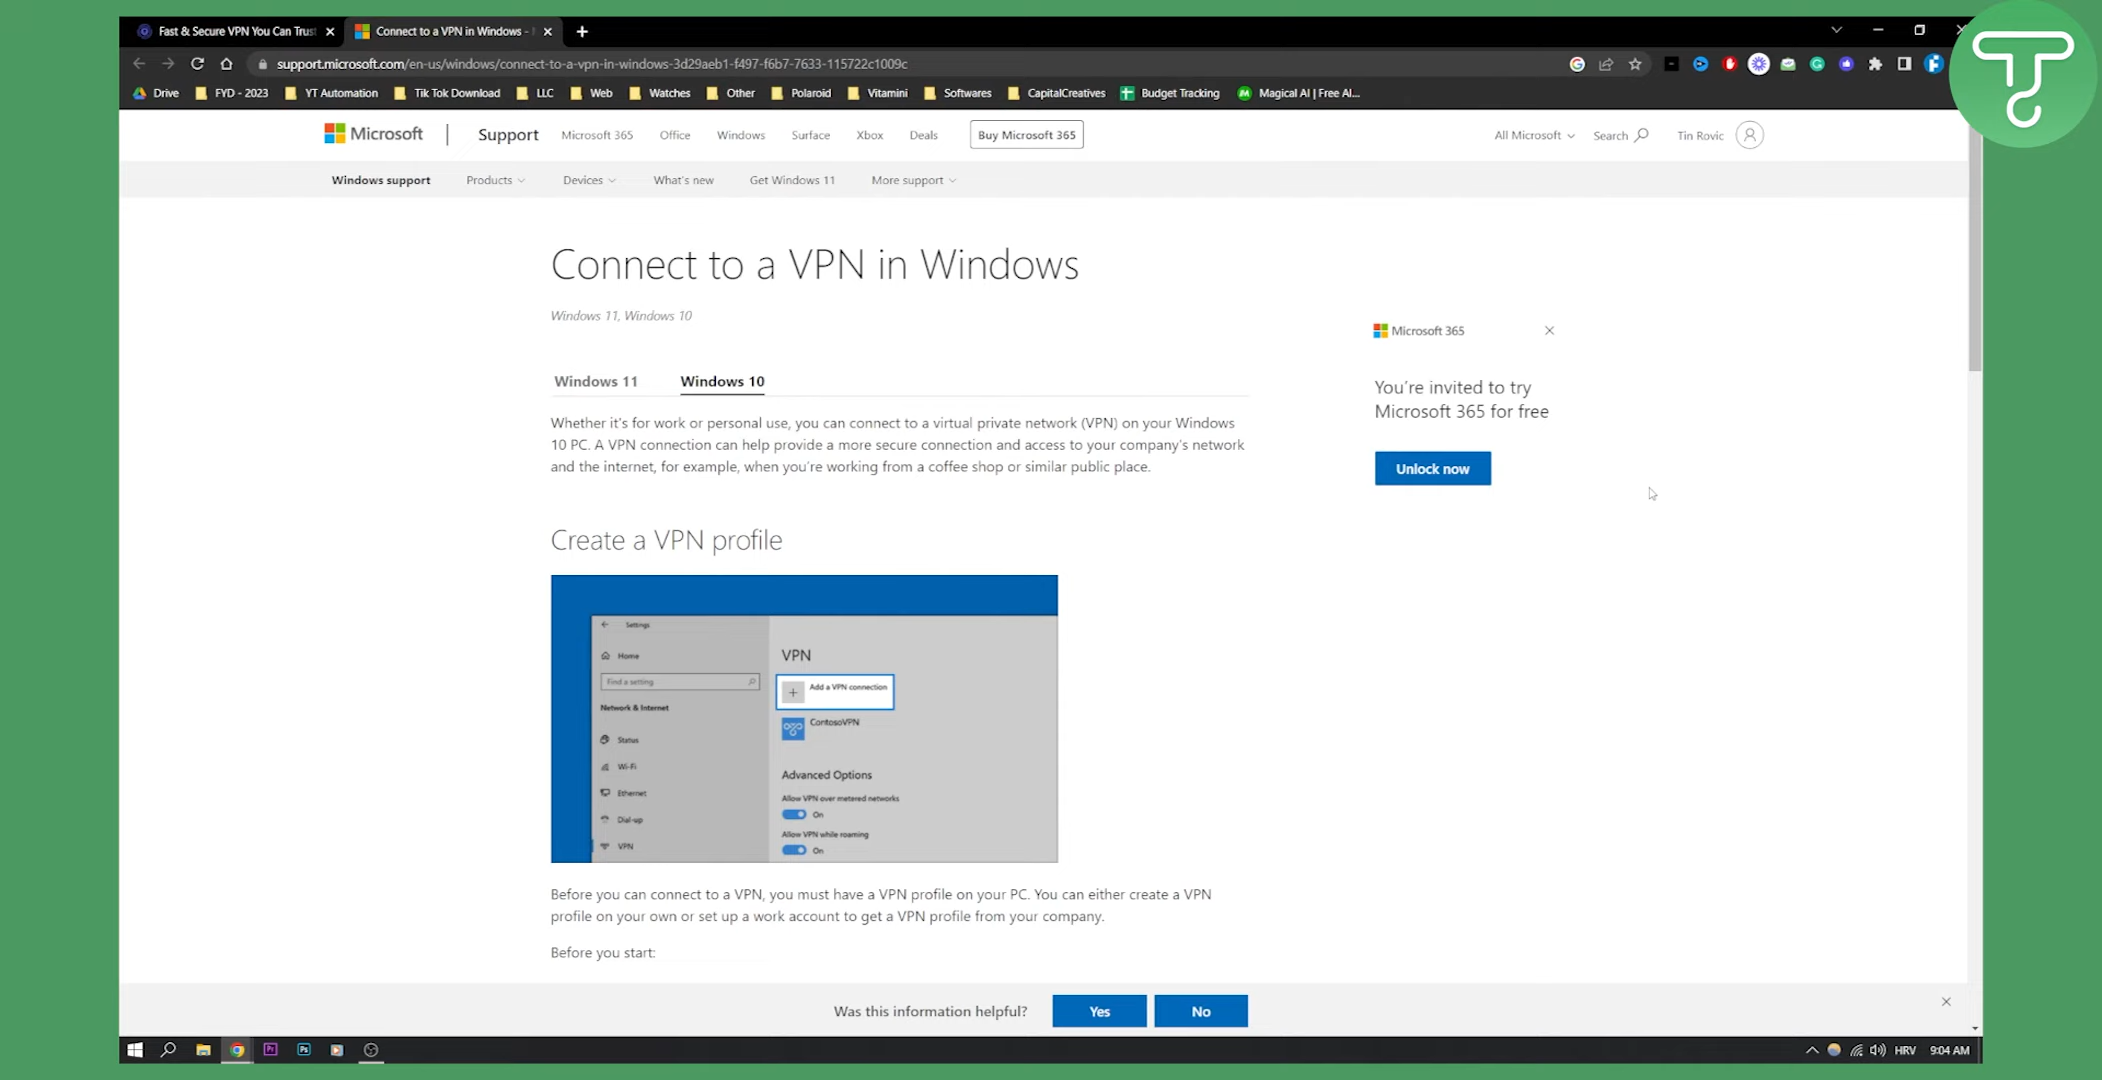 Fast & Secure VPN You Can Trust
Connect to a VPN in Windows -
support.microsoft.com/en-us/windows/connect-to-a-vpn-in-windows-3d29aeb1-f497-f6b7-7633-115722c1009c
Drive FYD - 2023 YT Automation Tik Tok Download LLC Web Watches Other Polaroid Vitamini Softwares CapitalCreatives Budget Tracking Magical AI | Free AI...
Microsoft Support Microsoft 365 Office Windows Surface Xbox Deals Buy Microsoft 365 All Microsoft Search Tin Rovic
Windows support Products Devices What's new Get Windows 11 More support
Connect to a VPN in Windows
Windows 11, Windows 10
Windows 11 Windows 10
Whether it's for work or personal use, you can connect to a virtual private network (VPN) on your Windows
10 PC. A VPN connection can help provide a more secure connection and access to your company's network
and the internet, for example, when you're working from a coffee shop or similar public place.
Microsoft 365
You're invited to try
Microsoft 365 for free
Unlock now
Create a VPN profile
Settings
Home
Find a setting
Network & Internet
Status
Wi-Fi
Ethernet
Dial-up
VPN
VPN
Add a VPN connection
ContosoVPN
Advanced Options
Allow VPN over metered networks
On
Allow VPN while roaming
On
Before you can connect to a VPN, you must have a VPN profile on your PC. You can either create a VPN
profile on your own or set up a work account to get a VPN profile from your company.
Before you start:
Was this information helpful? Yes No
Pr Ps
HRV 9:04 AM